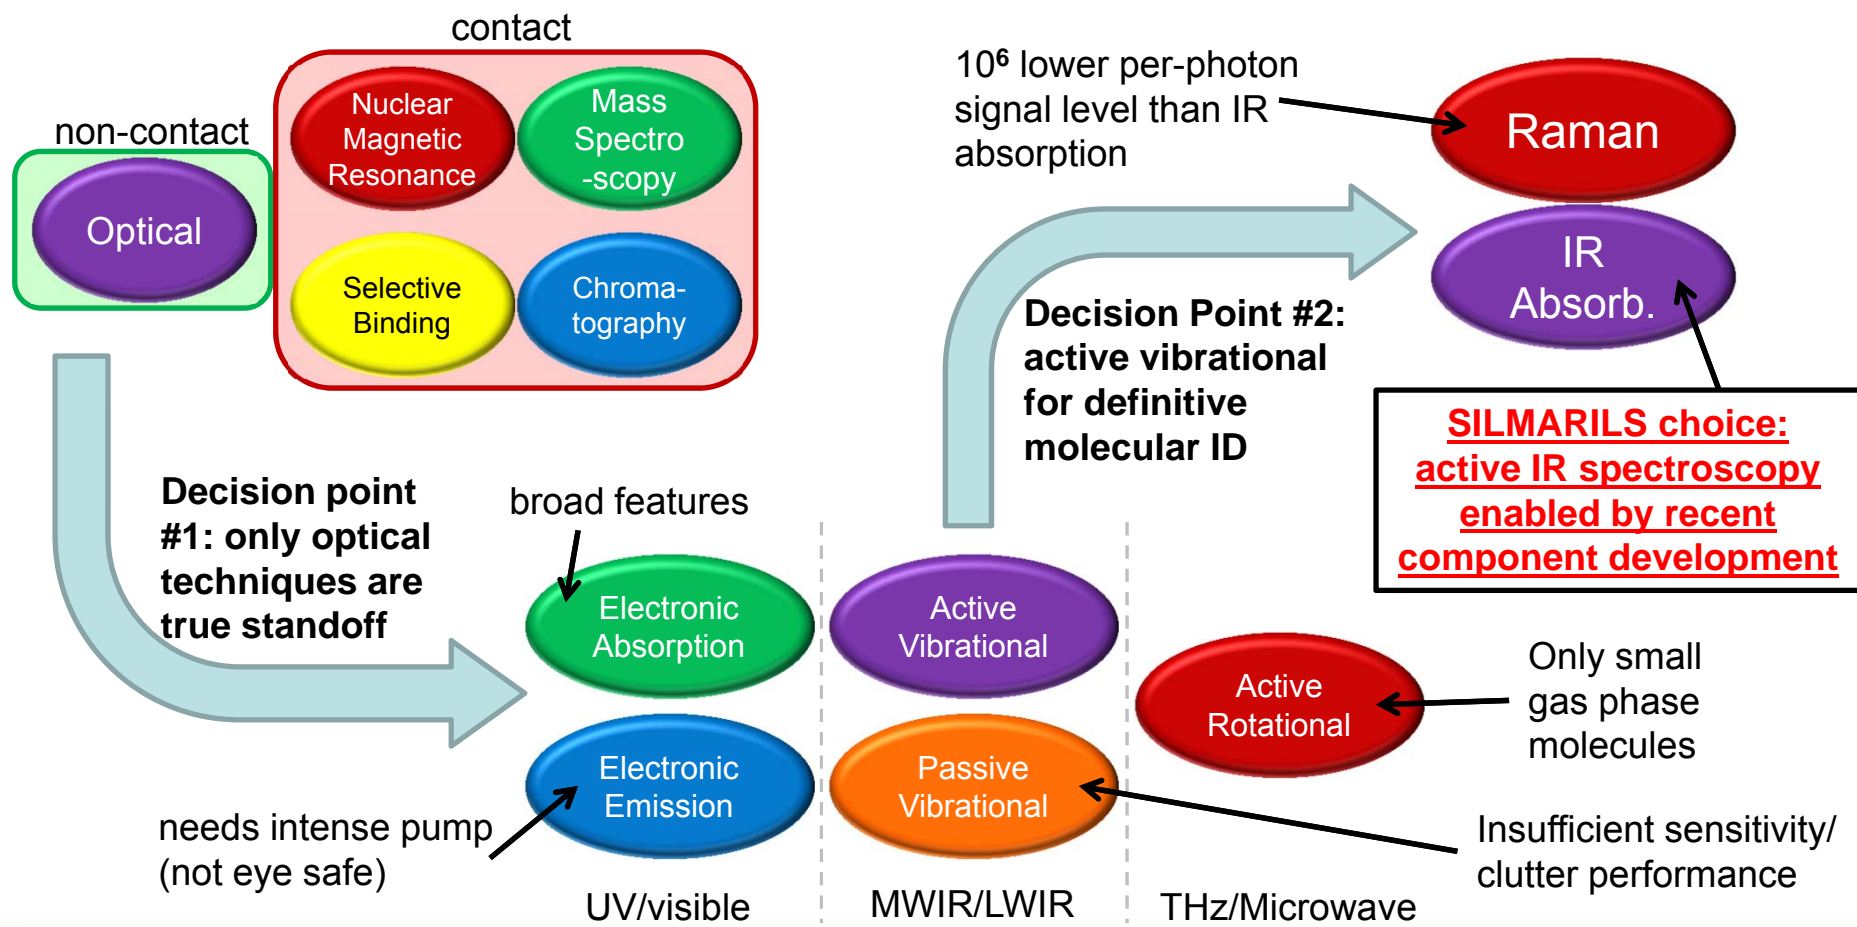 contact
non-contact
Optical
Nuclear
Magnetic
Resonance
Mass
Spectro
-scopy
Selective
Binding
Chroma-
tography
Decision point
#1: only optical
techniques are
true standoff
broad features
Electronic
Absorption
Electronic
Emission
needs intense pump
(not eye safe)
UV/visible
Active
Vibrational
Passive
Vibrational
MWIR/LWIR
Active
Rotational
THz/Microwave
Only small
gas phase
molecules
Insufficient sensitivity/
clutter performance
Decision Point #2:
active vibrational
for definitive
molecular ID
10⁶ lower per-photon
signal level than IR
absorption
Raman
IR
Absorb.
SILMARILS choice:
active IR spectroscopy
enabled by recent
component development